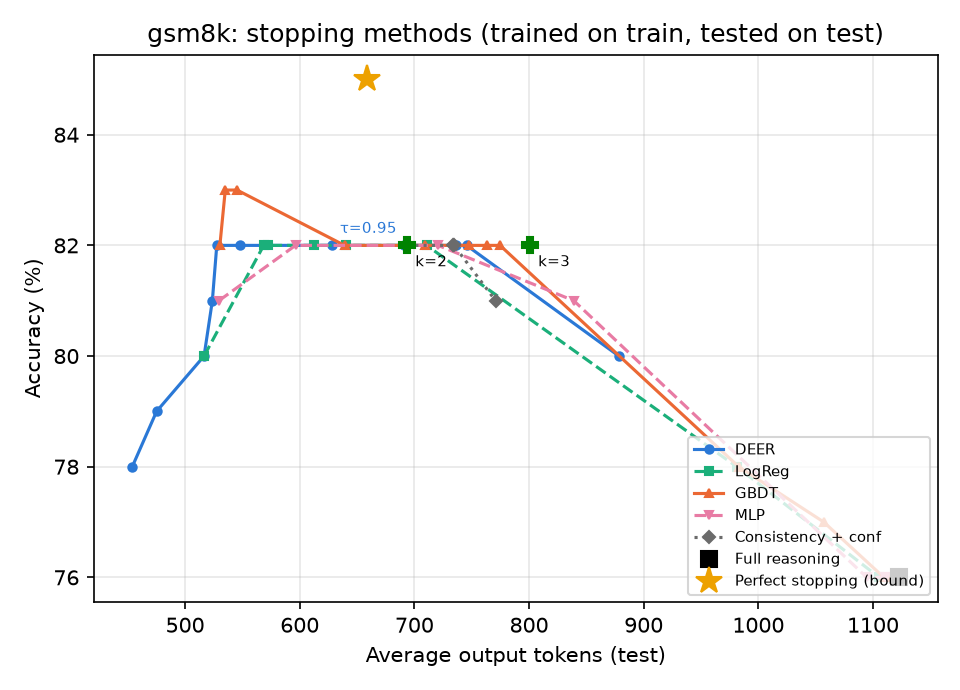 gsm8k: stopping methods (trained on train, tested on test)
Accuracy (%)
84
82
80
78
76
τ=0.95
k=2
k=3
DEER
LogReg
GBDT
MLP
Consistency + conf
Full reasoning
Perfect stopping (bound)
500 600 700 800 900 1000 1100
Average output tokens (test)